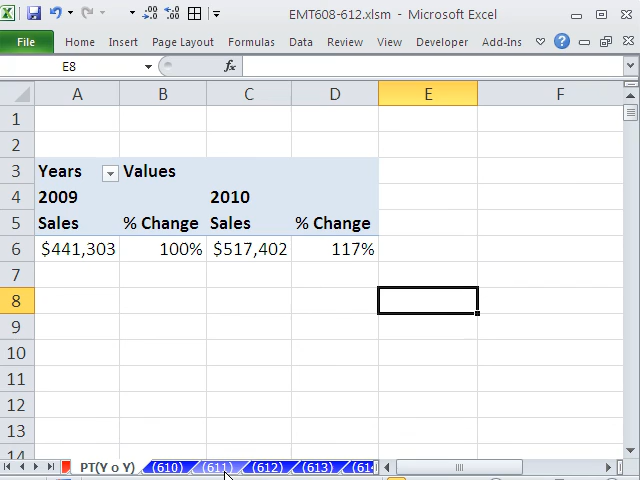 EMT608-612.xlsm - Microsoft Excel
File Home Insert Page Layout Formulas Data Review View Developer Add-Ins
E8 fx
A B C D E F
1
2
3 Years Values
4 2009 2010
5 Sales % Change Sales % Change
6 $441,303 100% $517,402 117%
7
8
9
10
11
12
13
14
PT(Y o Y) (610) (611) (612) (613) (614